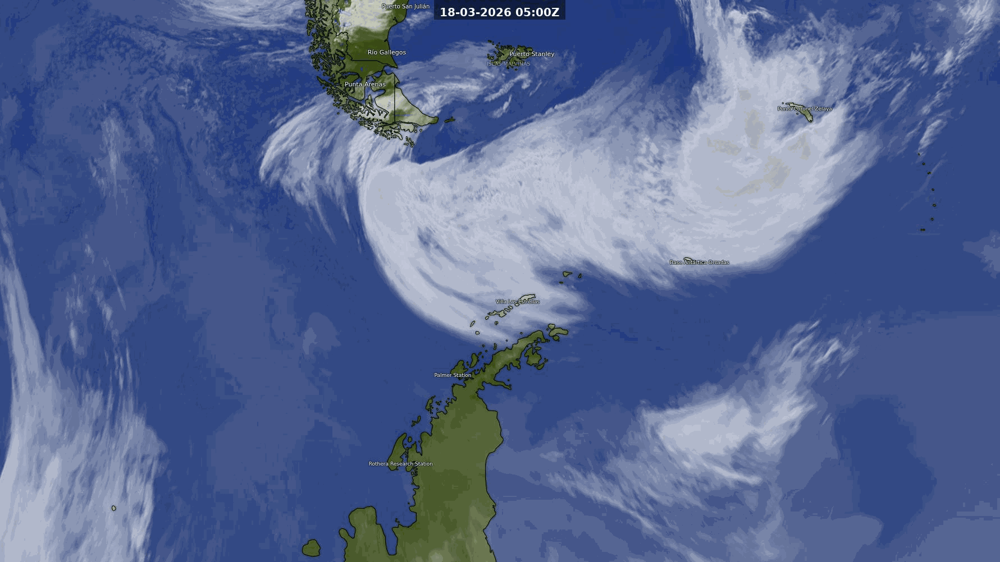 Puerto San Julián
18-03-2026 05:00Z
Río Gallegos
Puerto Stanley
ISLAS MALVINAS
Punta Arenas
Punta Coronel Zelaya
Base Antártica Orcadas
Villa Las Estrellas
Palmer Station
Rothera Research Station